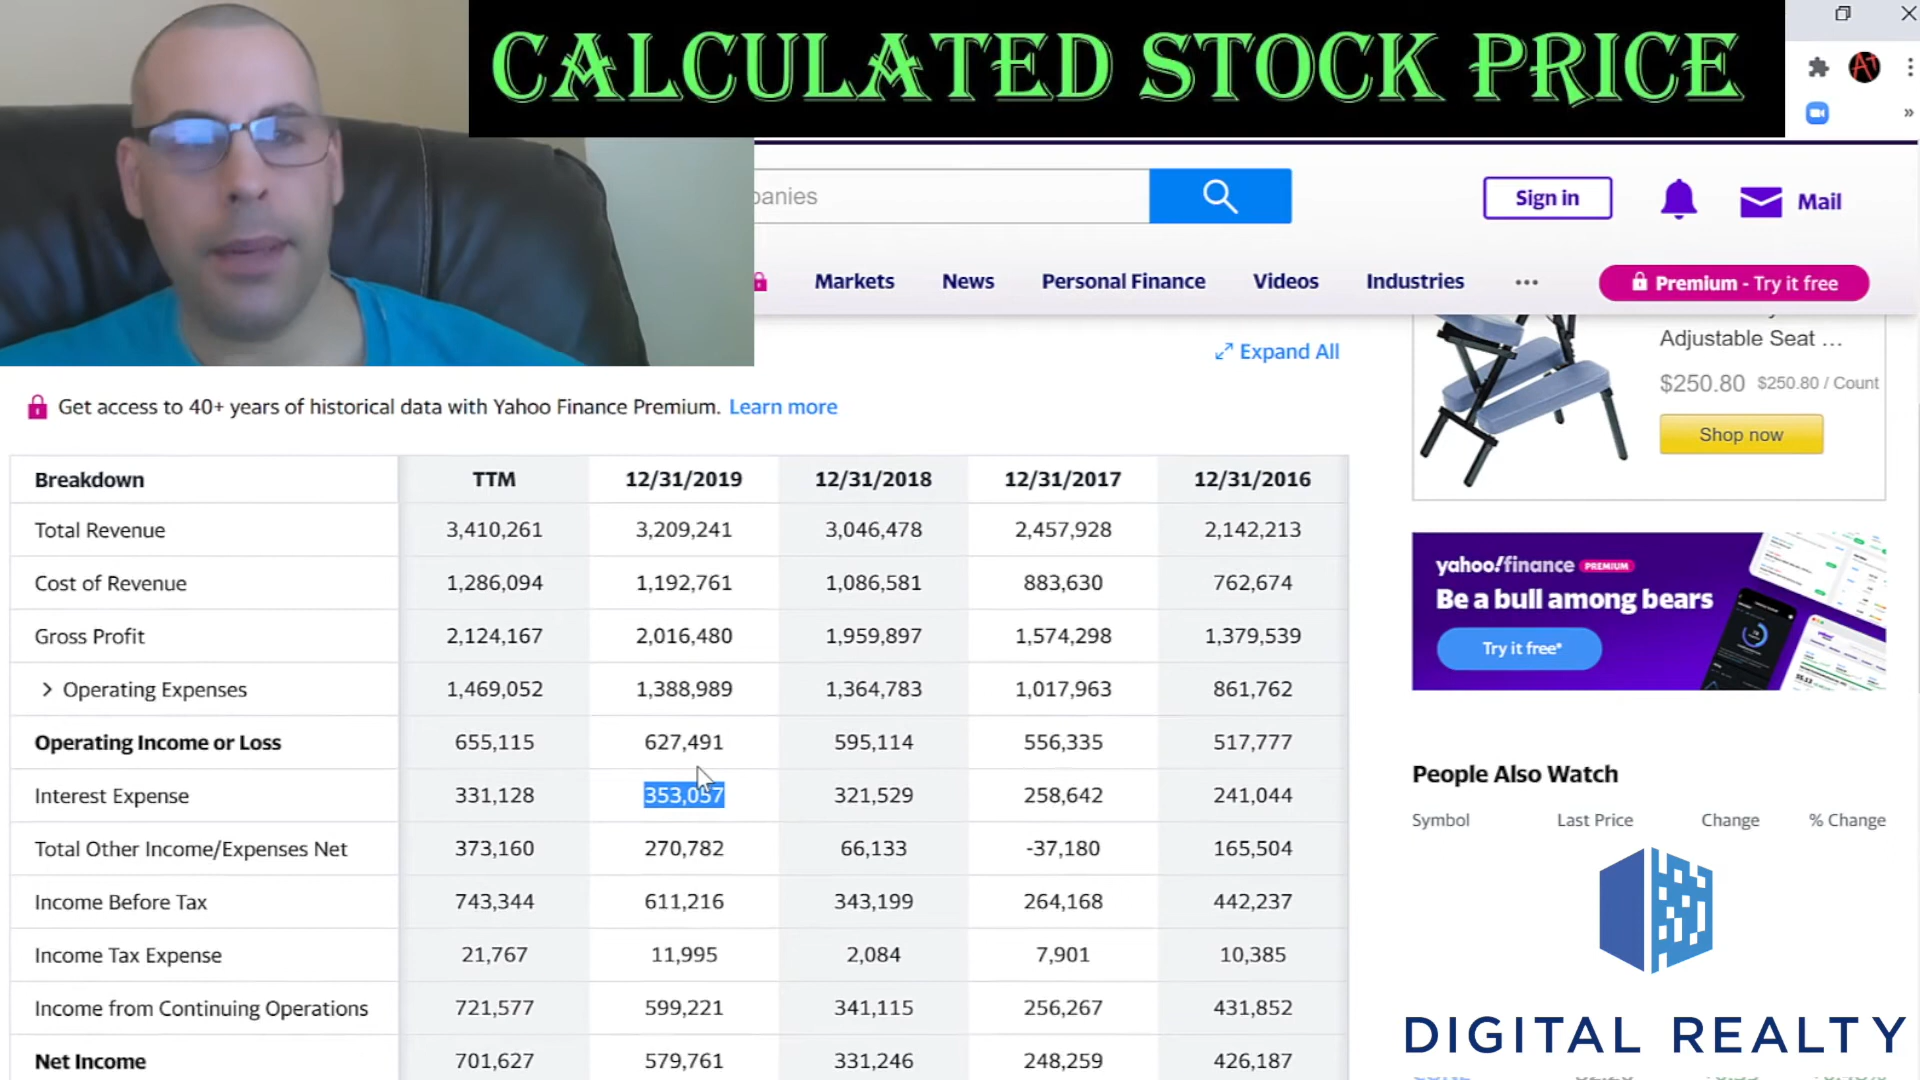 CALCULATED STOCK PRICE
AT
panies
Sign in
Mail
Markets News Personal Finance Videos Industries ••• Premium - Try it free
Adjustable Seat ...
$250.80 $250.80 / Count
Shop now
Expand All
Get access to 40+ years of historical data with Yahoo Finance Premium. Learn more
Breakdown TTM 12/31/2019 12/31/2018 12/31/2017 12/31/2016
Total Revenue 3,410,261 3,209,241 3,046,478 2,457,928 2,142,213
Cost of Revenue 1,286,094 1,192,761 1,086,581 883,630 762,674
Gross Profit 2,124,167 2,016,480 1,959,897 1,574,298 1,379,539
Operating Expenses 1,469,052 1,388,989 1,364,783 1,017,963 861,762
Operating Income or Loss 655,115 627,491 595,114 556,335 517,777
Interest Expense 331,128 353,057 321,529 258,642 241,044
Total Other Income/Expenses Net 373,160 270,782 66,133 -37,180 165,504
Income Before Tax 743,344 611,216 343,199 264,168 442,237
Income Tax Expense 21,767 11,995 2,084 7,901 10,385
Income from Continuing Operations 721,577 599,221 341,115 256,267 431,852
Net Income 701,627 579,761 331,246 248,259 426,187
yahoo!finance PREMIUM
Be a bull among bears
Try it free*
People Also Watch
Symbol Last Price Change % Change
DIGITAL REALTY